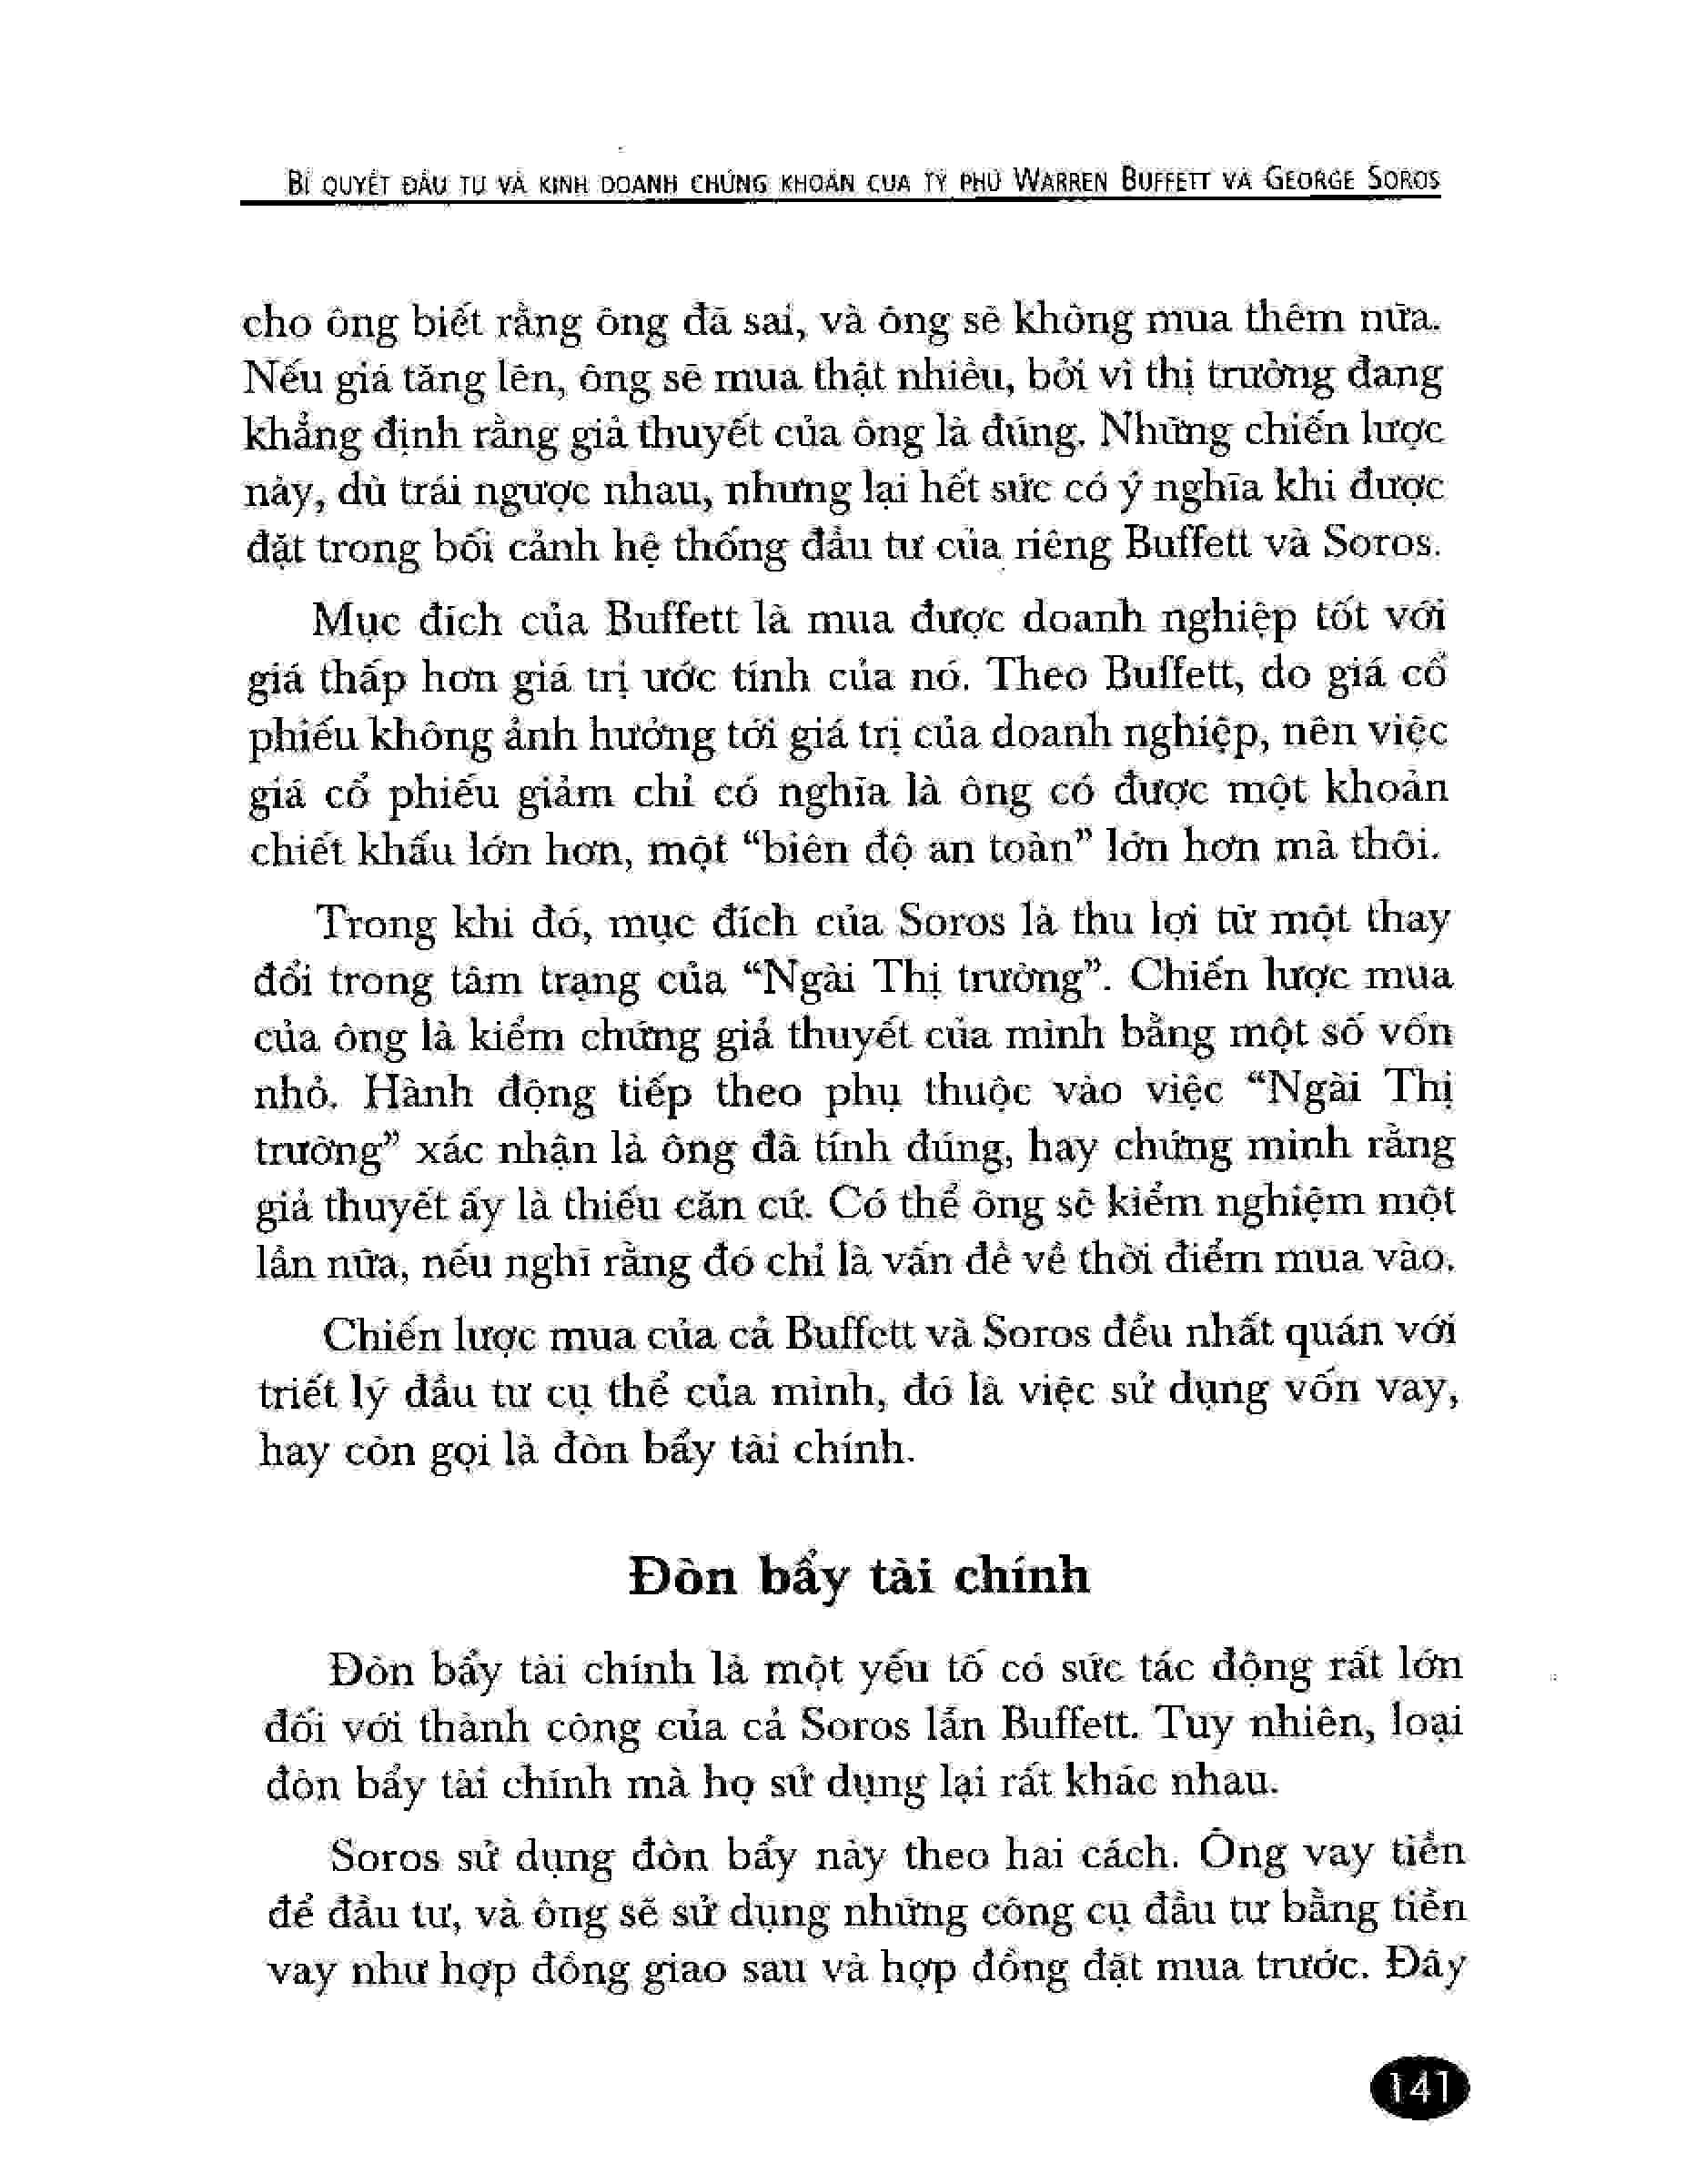 BÍ QUYẾT ĐẦU TƯ VÀ KINH DOANH CHỨNG KHOÁN CỦA TỶ PHÚ WARREN BUFFETT VÀ GEORGE SOROS
cho ông biết rằng ông đã sai, và ông sẽ không mua thêm nữa.
Nếu giá tăng lên, ông sẽ mua thật nhiều, bởi vì thị trường đang
khẳng định rằng giả thuyết của ông là đúng. Những chiến lược
này, dù trái ngược nhau, nhưng lại hết sức có ý nghĩa khi được
đặt trong bối cảnh hệ thống đầu tư của riêng Buffett và Soros.
Mục đích của Buffett là mua được doanh nghiệp tốt với
giá thấp hơn giá trị ước tính của nó. Theo Buffett, do giá cổ
phiếu không ảnh hưởng tới giá trị của doanh nghiệp, nên việc
giá cổ phiếu giảm chỉ có nghĩa là ông có được một khoản
chiết khấu lớn hơn, một “biên độ an toàn” lớn hơn mà thôi.
Trong khi đó, mục đích của Soros là thu lợi từ một thay
đổi trong tâm trạng của “Ngài Thị trường”. Chiến lược mua
của ông là kiểm chứng giả thuyết của mình bằng một số vốn
nhỏ. Hành động tiếp theo phụ thuộc vào việc “Ngài Thị
trường” xác nhận là ông đã tính đúng, hay chứng minh rằng
giả thuyết ấy là thiếu căn cứ. Có thể ông sẽ kiểm nghiệm một
lần nữa, nếu nghĩ rằng đó chỉ là vấn đề về thời điểm mua vào.
Chiến lược mua của cả Buffett và Soros đều nhất quán với
triết lý đầu tư cụ thể của mình, đó là việc sử dụng vốn vay,
hay còn gọi là đòn bẩy tài chính.
Đòn bẩy tài chính
Đòn bẩy tài chính là một yếu tố có sức tác động rất lớn
đối với thành công của cả Soros lẫn Buffett. Tuy nhiên, loại
đòn bẩy tài chính mà họ sử dụng lại rất khác nhau.
Soros sử dụng đòn bẩy này theo hai cách. Ông vay tiền
để đầu tư, và ông sẽ sử dụng những công cụ đầu tư bằng tiền
vay như hợp đồng giao sau và hợp đồng đặt mua trước. Đây
141